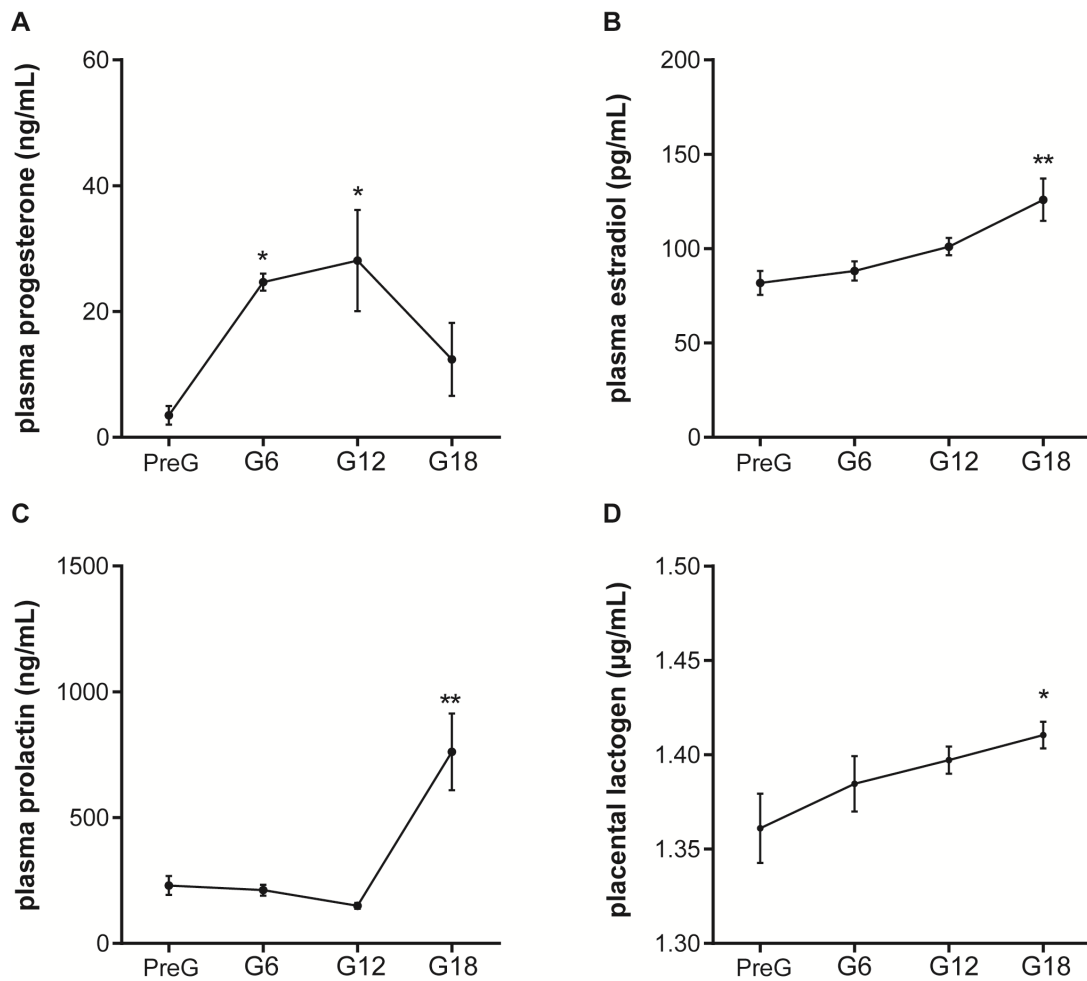 A
plasma progesterone (ng/mL)
60
40
20
0
*
*
PreG G6 G12 G18
B
plasma estradiol (pg/mL)
200
150
100
50
0
**
PreG G6 G12 G18
C
plasma prolactin (ng/mL)
1500
1000
500
0
**
PreG G6 G12 G18
D
placental lactogen (µg/mL)
1.50
1.45
1.40
1.35
1.30
*
PreG G6 G12 G18